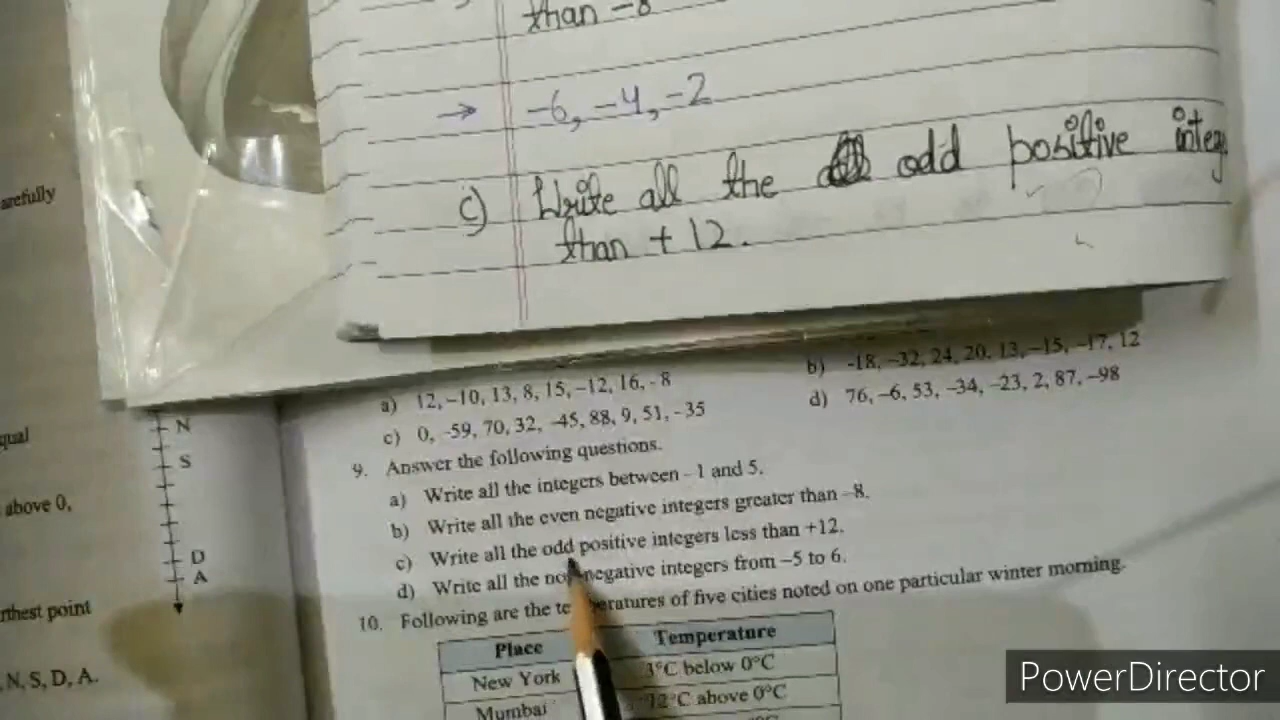 than -8
→ -6, -4, -2
c) Write all the odd positive
than + 12.
arefully
qual
above 0,
rthest point
N, S, D, A.
N
S
D
A
a) 12, –10, 13, 8, 15, –12, 16, - 8
b) -18, –32, 24, 20, 13, –15, –17, 12
c) 0, -59, 70, 32, -45, 88, 9, 51, - 35
d) 76, –6, 53, –34, –23, 2, 87, –98
9. Answer the following questions.
a) Write all the integers between – 1 and 5.
b) Write all the even negative integers greater than –8.
c) Write all the odd positive integers less than +12.
d) Write all the negative integers from –5 to 6.
10. Following are the temperatures of five cities noted on one particular winter morning.
Place Temperature
New York 3°C below 0°C
Mumbai 12°C above 0°C
PowerDirector